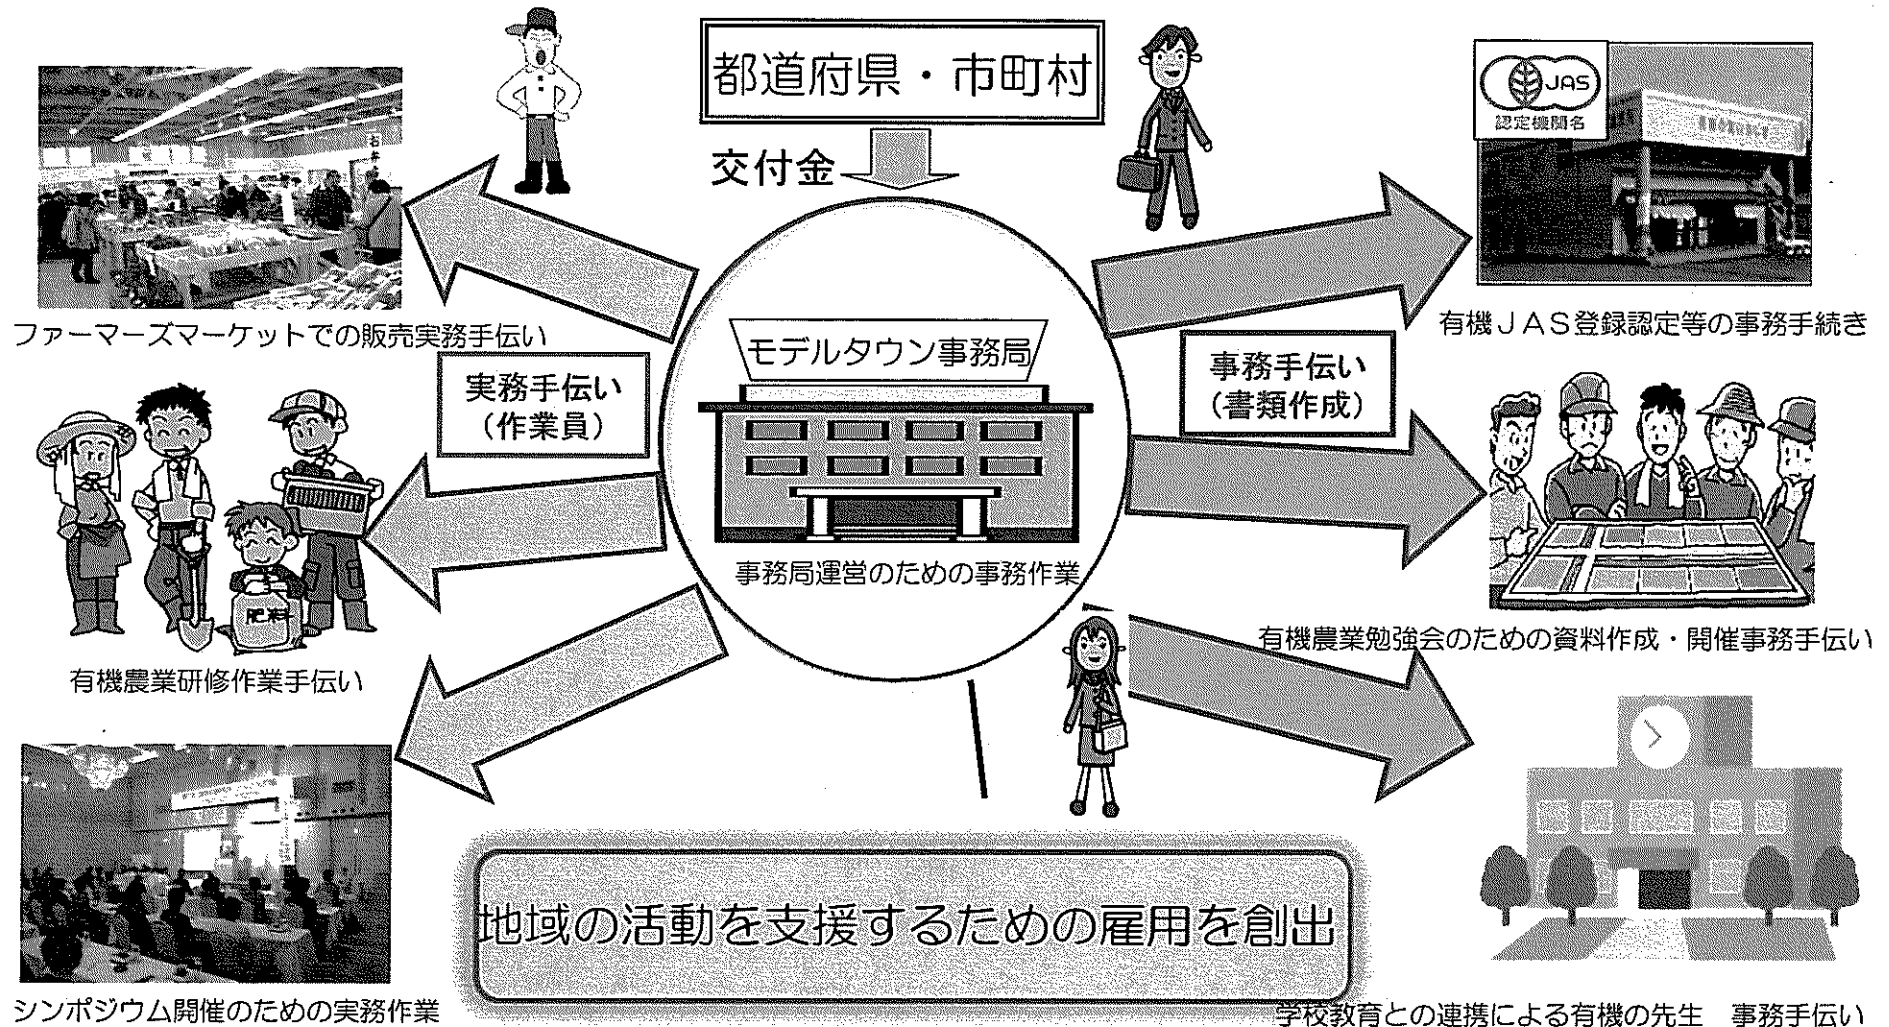 都道府県・市町村
交付金
JAS
認定機関名
お弁
ファーマーズマーケットでの販売実務手伝い
有機JAS登録認定等の事務手続き
モデルタウン事務局
実務手伝い
(作業員)
事務手伝い
(書類作成)
肥料
事務局運営のための事務作業
有機農業研修作業手伝い
有機農業勉強会のための資料作成・開催事務手伝い
地域の活動を支援するための雇用を創出
シンポジウム開催のための実務作業
学校教育との連携による有機の先生 事務手伝い